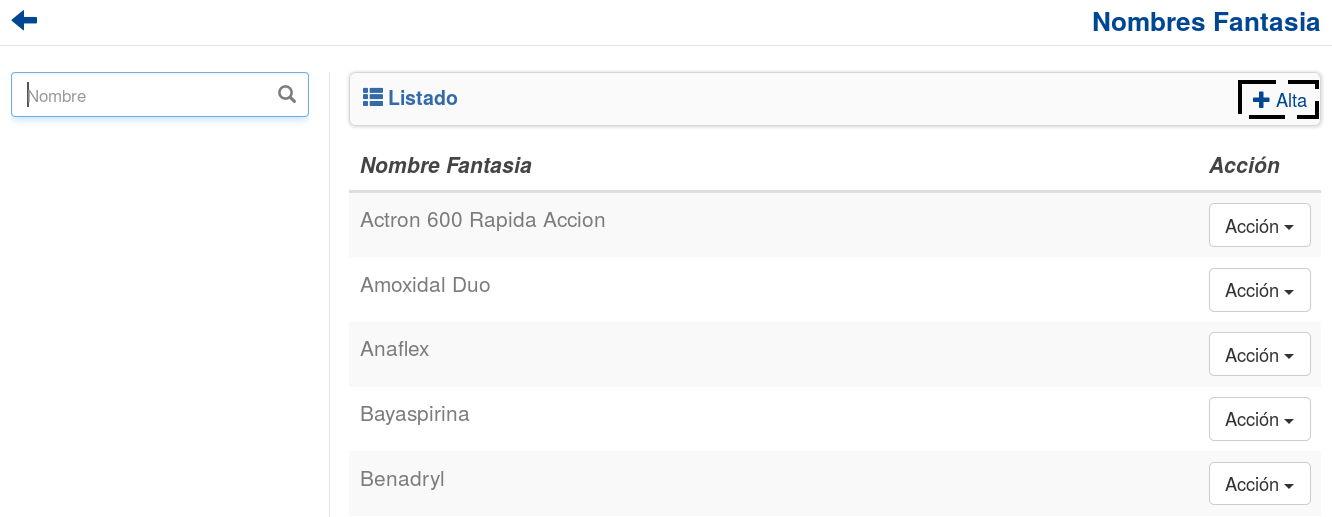 Nombres Fantasia
Nombre
Listado
Alta
Nombre Fantasia Acción
Actron 600 Rapida Accion Acción
Amoxidal Duo Acción
Anaflex Acción
Bayaspirina Acción
Benadryl Acción